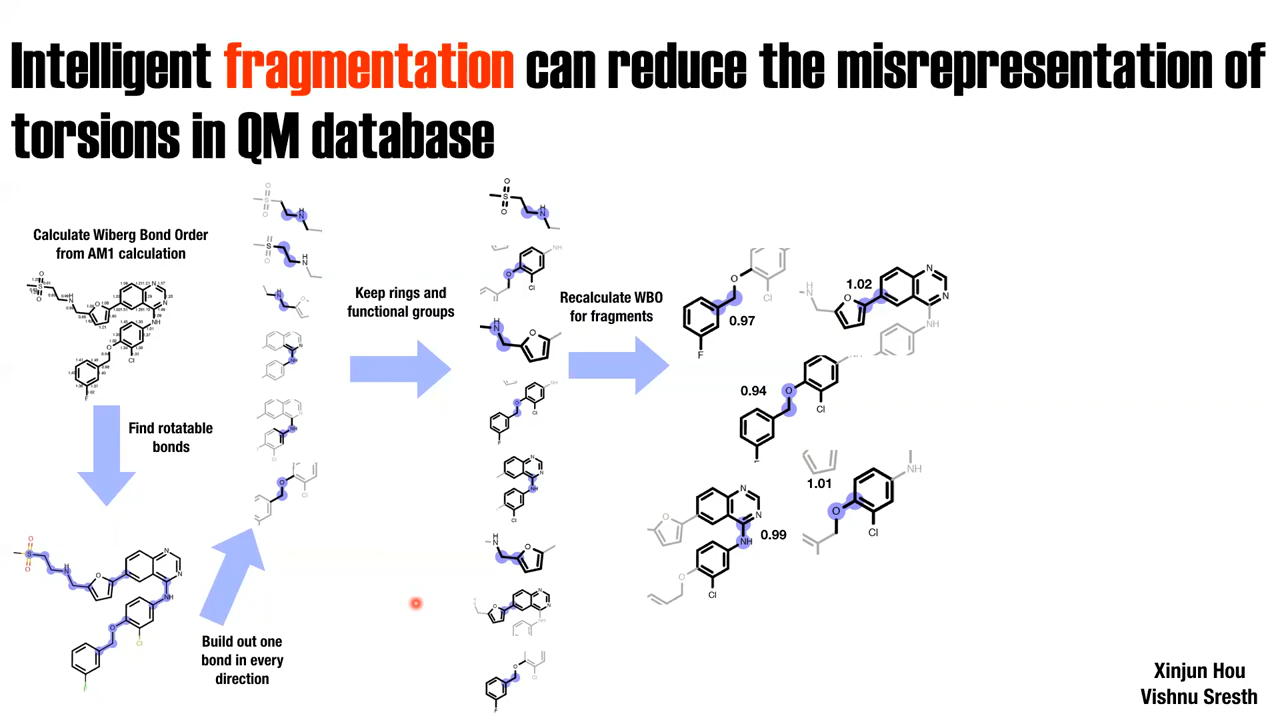 Intelligent fragmentation can reduce the misrepresentation of
torsions in QM database
Calculate Wiberg Bond Order
from AM1 calculation
Find rotatable
bonds
Build out one
bond in every
direction
Keep rings and
functional groups
Recalculate WBO
for fragments
0.97
1.02
0.94
1.01
0.99
Xinjun Hou
Vishnu Sresth